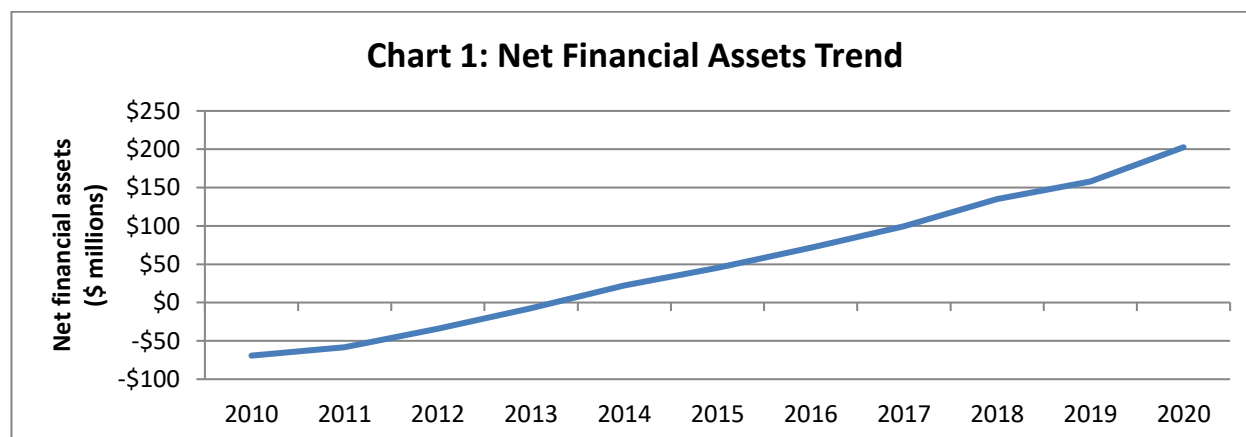 Chart 1: Net Financial Assets Trend
Net financial assets
($ millions)
$250
$200
$150
$100
$50
$0
-$50
-$100
2010 2011 2012 2013 2014 2015 2016 2017 2018 2019 2020